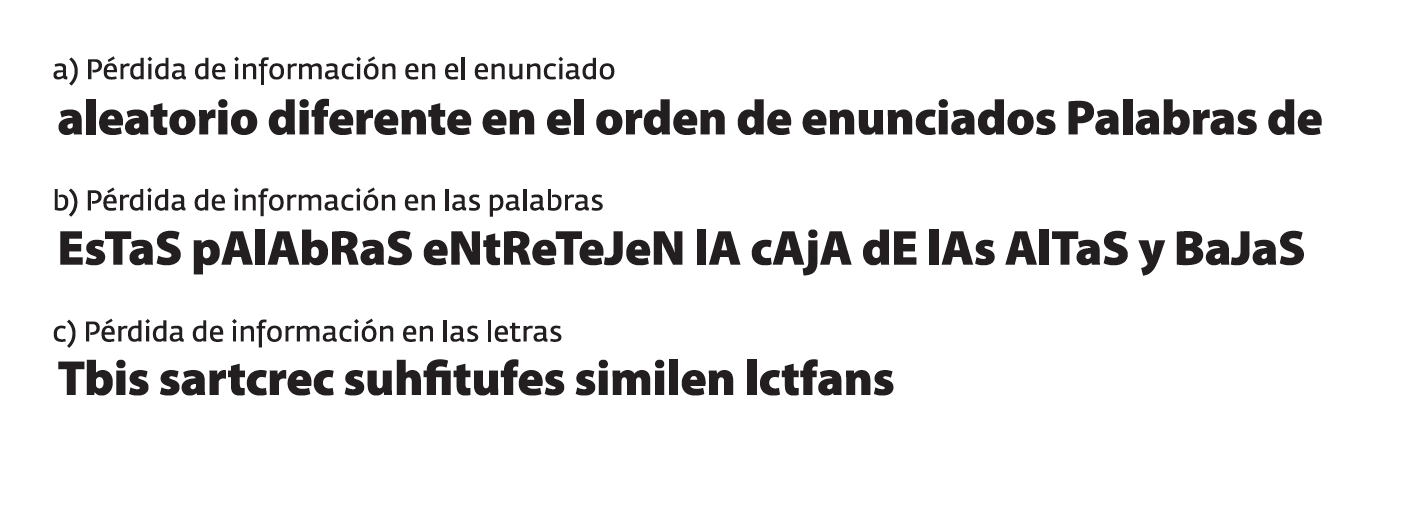 a) Pérdida de información en el enunciado
aleatorio diferente en el orden de enunciados Palabras de
b) Pérdida de información en las palabras
EsTaS pAlAbRaS eNtReTeJeN lA cAjA dE lAs AlTaS y BaJaS
c) Pérdida de información en las letras
Tbis sartcrec suhfitufes similen lctfans